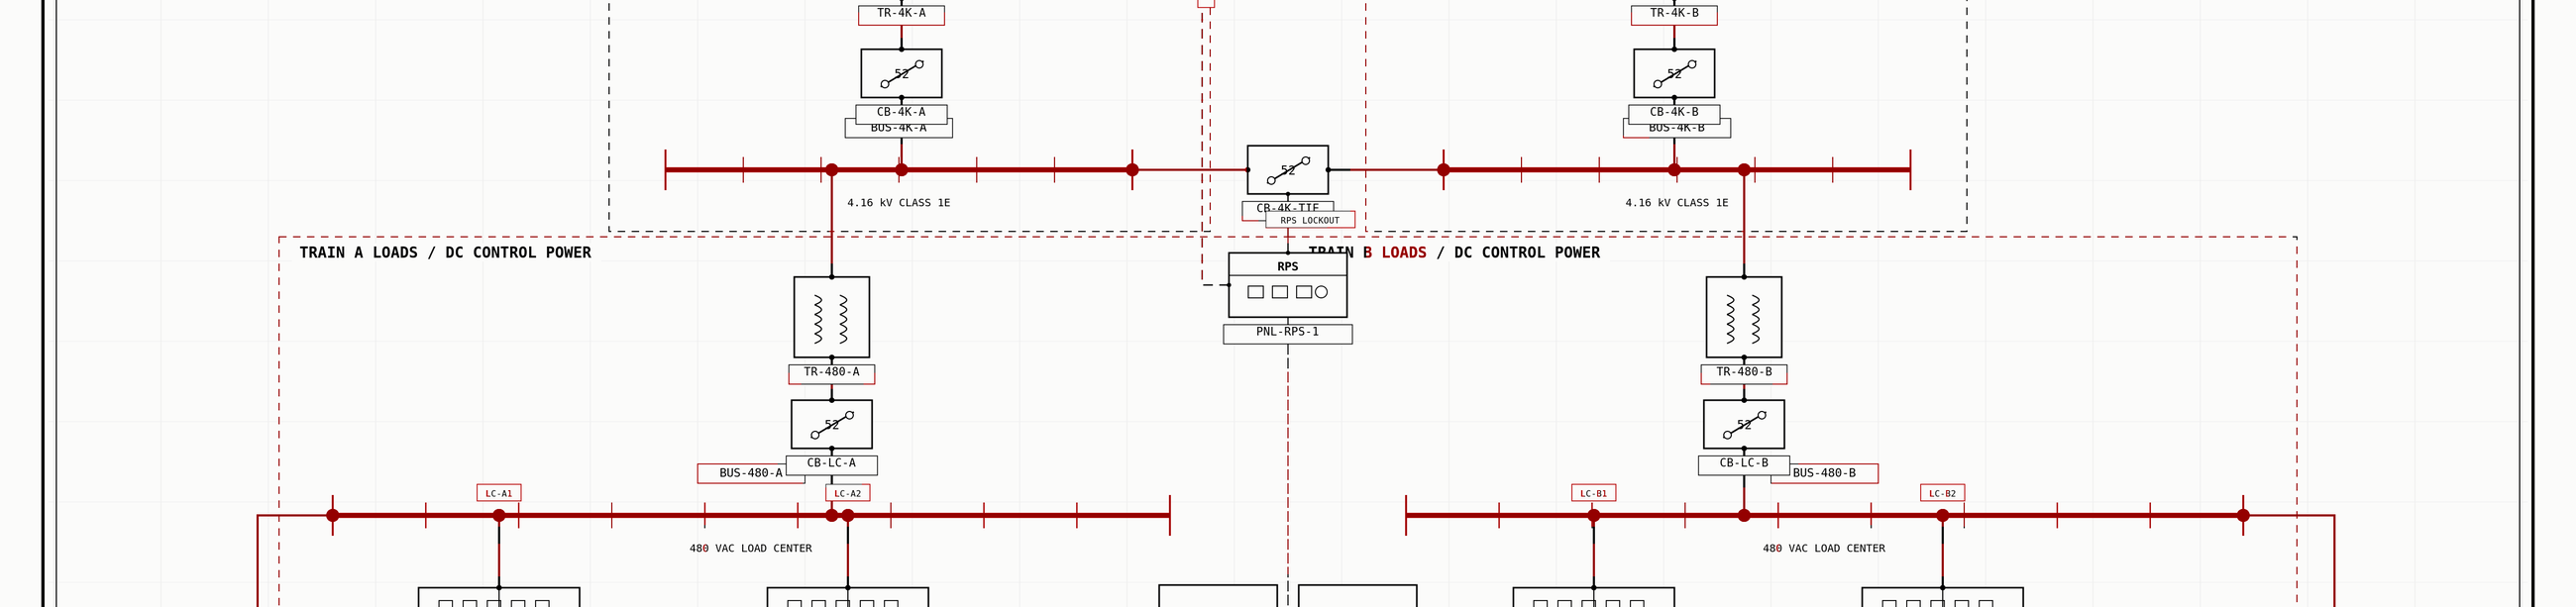 TR-4K-A
TR-4K-B
52
52
CB-4K-A
CB-4K-B
BUS-4K-A
BUS-4K-B
52
4.16 kV CLASS 1E
4.16 kV CLASS 1E
CB-4K-TIE
RPS LOCKOUT
TRAIN A LOADS / DC CONTROL POWER
TRAIN B LOADS / DC CONTROL POWER
RPS
PNL-RPS-1
TR-480-A
TR-480-B
52
52
CB-LC-A
CB-LC-B
BUS-480-A
BUS-480-B
LC-A1
LC-A2
LC-B1
LC-B2
480 VAC LOAD CENTER
480 VAC LOAD CENTER